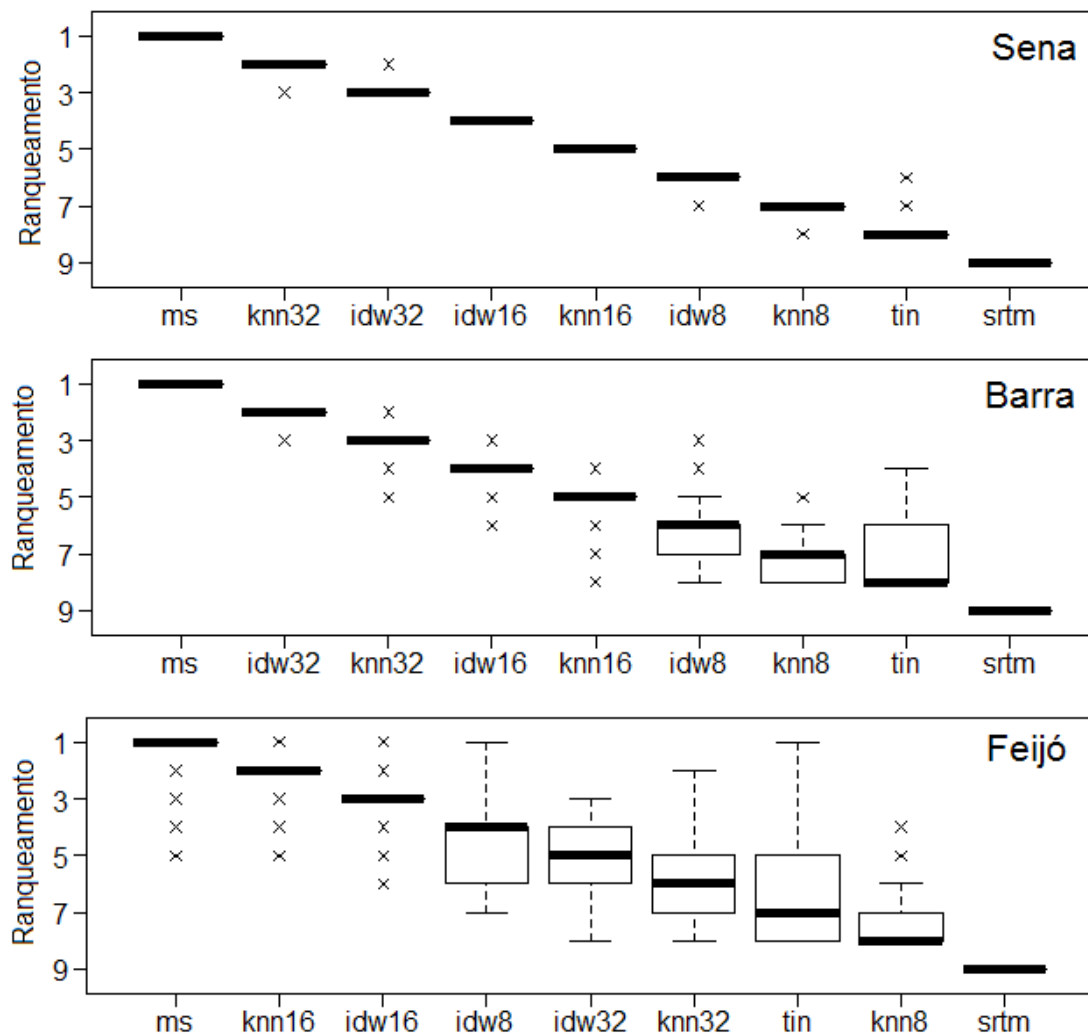 Sena
Ranqueamento
1
3
5
7
9
ms knn32 idw32 idw16 knn16 idw8 knn8 tin srtm
Barra
Ranqueamento
1
3
5
7
9
ms idw32 knn32 idw16 knn16 idw8 knn8 tin srtm
Feijó
Ranqueamento
1
3
5
7
9
ms knn16 idw16 idw8 idw32 knn32 tin knn8 srtm